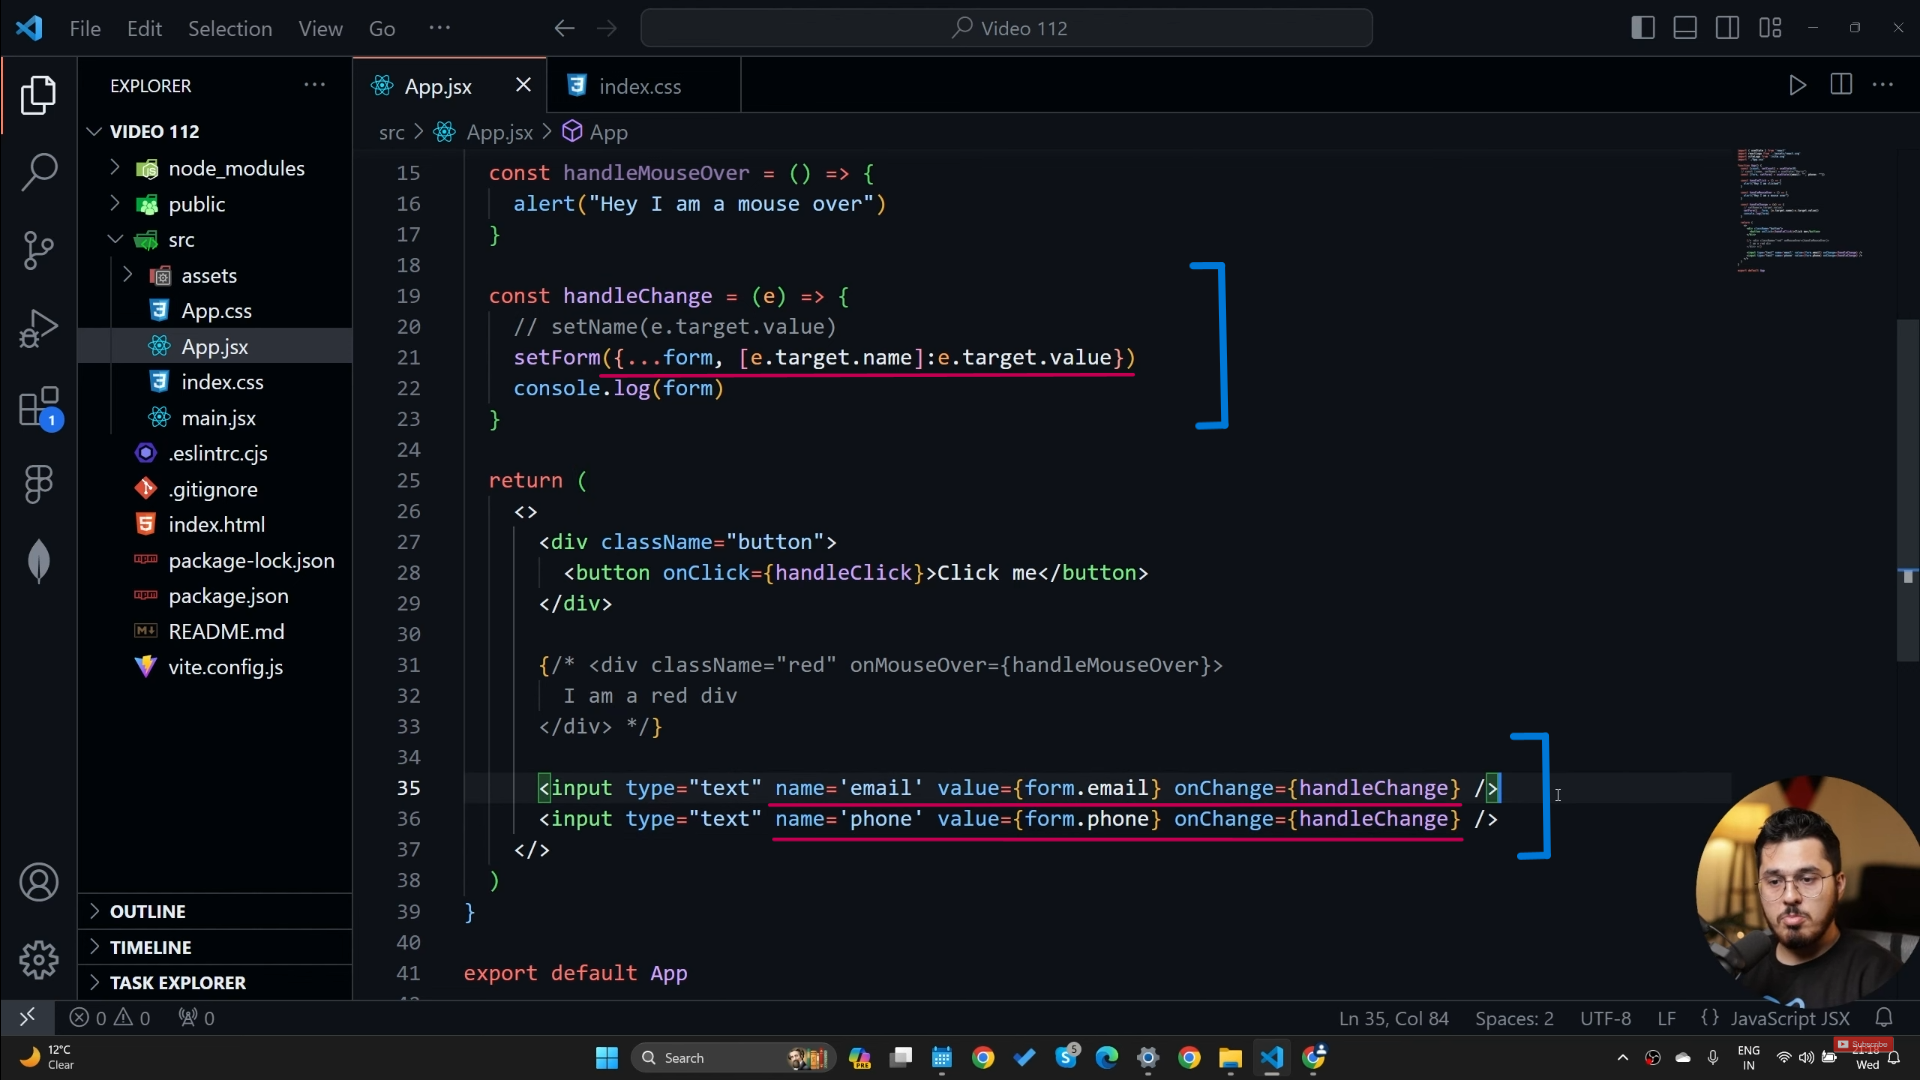 File Edit Selection View Go ··· Video 112
EXPLORER ···
App.jsx
index.css
VIDEO 112
node_modules
public
src
assets
App.css
App.jsx
index.css
main.jsx
.eslintrc.cjs
.gitignore
index.html
package-lock.json
package.json
README.md
vite.config.js
OUTLINE
TIMELINE
TASK EXPLORER
src > App.jsx > App
15 const handleMouseOver = () => {
16 alert("Hey I am a mouse over")
17 }
18
19 const handleChange = (e) => {
20 // setName(e.target.value)
21 setForm({...form, [e.target.name]:e.target.value})
22 console.log(form)
23 }
24
25 return (
26 <>
27 <div className="button">
28 <button onClick={handleClick}>Click me</button>
29 </div>
30
31 {/* <div className="red" onMouseOver={handleMouseOver}>
32 I am a red div
33 </div> */}
34
35 <input type="text" name='email' value={form.email} onChange={handleChange} />
36 <input type="text" name='phone' value={form.phone} onChange={handleChange} />
37 </>
38 )
39 }
40
41 export default App
1
0 0 0
Ln 35, Col 84 Spaces: 2 UTF-8 LF {} JavaScript JSX
12°C
Clear
Search
PRE
5
ENG
IN
Subscribe
Wed